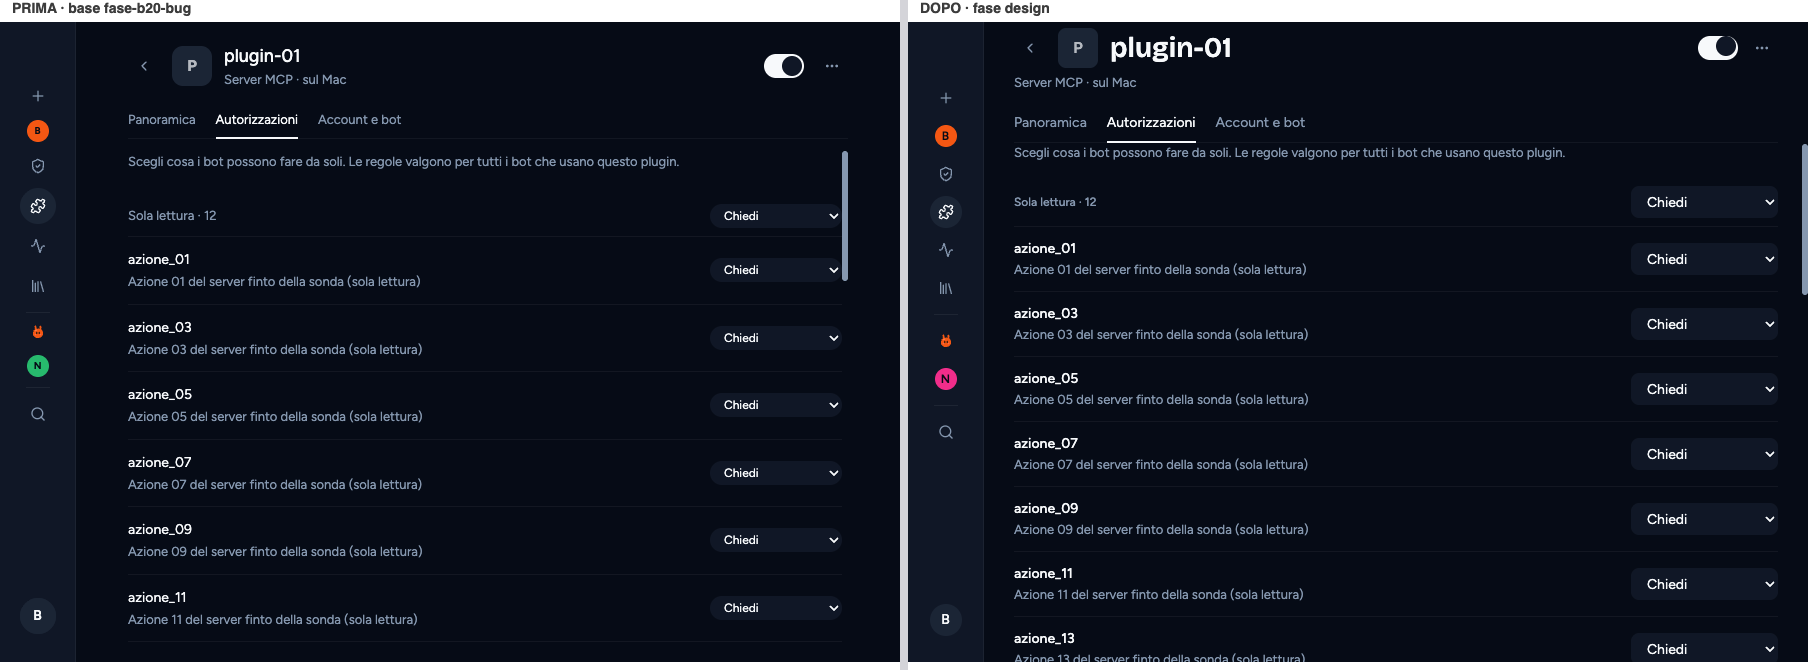 PRIMA · base fase-b20-bug
P
plugin-01
Server MCP · sul Mac
Panoramica Autorizzazioni Account e bot
Scegli cosa i bot possono fare da soli. Le regole valgono per tutti i bot che usano questo plugin.
Sola lettura · 12 Chiedi
azione_01
Azione 01 del server finto della sonda (sola lettura)
Chiedi
azione_03
Azione 03 del server finto della sonda (sola lettura)
Chiedi
azione_05
Azione 05 del server finto della sonda (sola lettura)
Chiedi
azione_07
Azione 07 del server finto della sonda (sola lettura)
Chiedi
azione_09
Azione 09 del server finto della sonda (sola lettura)
Chiedi
azione_11
Azione 11 del server finto della sonda (sola lettura)
Chiedi
B
N
B
DOPO · fase design
P
plugin-01
Server MCP · sul Mac
Panoramica Autorizzazioni Account e bot
Scegli cosa i bot possono fare da soli. Le regole valgono per tutti i bot che usano questo plugin.
Sola lettura · 12 Chiedi
azione_01
Azione 01 del server finto della sonda (sola lettura)
Chiedi
azione_03
Azione 03 del server finto della sonda (sola lettura)
Chiedi
azione_05
Azione 05 del server finto della sonda (sola lettura)
Chiedi
azione_07
Azione 07 del server finto della sonda (sola lettura)
Chiedi
azione_09
Azione 09 del server finto della sonda (sola lettura)
Chiedi
azione_11
Azione 11 del server finto della sonda (sola lettura)
Chiedi
azione_13
Azione 13 del server finto della sonda (sola lettura)
Chiedi
B
N
B